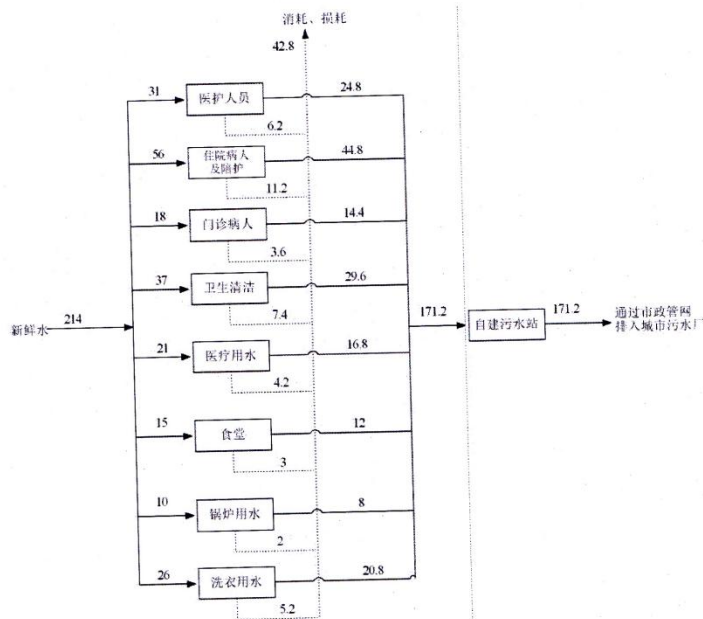 消耗、损耗
42.8
31
医护人员
24.8
6.2
56
住院病人
及陪护
44.8
11.2
18
门诊病人
14.4
3.6
37
卫生清洁
29.6
7.4
新鲜水
214
171.2
自建污水站
171.2
通过市政管网
排入城市污水厂
21
医疗用水
16.8
4.2
15
食堂
12
3
10
锅炉用水
8
2
26
洗衣用水
20.8
5.2